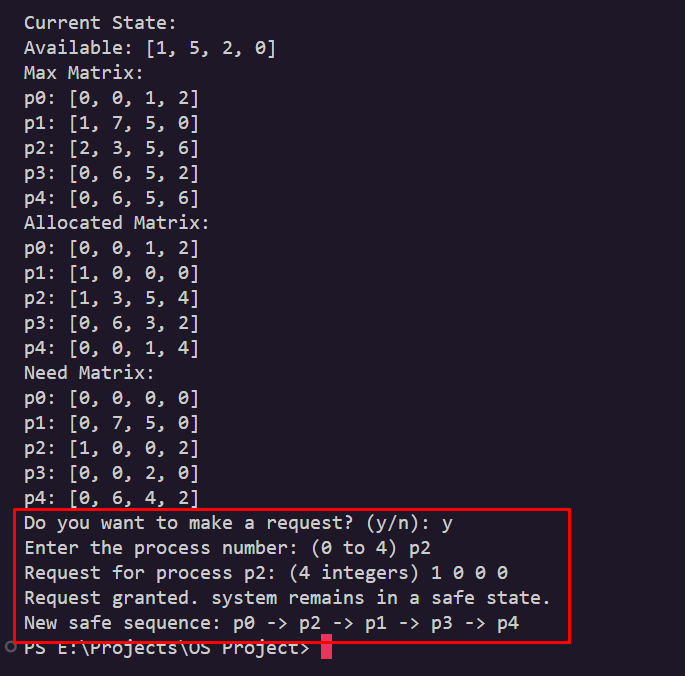 Current State:
Available: [1, 5, 2, 0]
Max Matrix:
p0: [0, 0, 1, 2]
p1: [1, 7, 5, 0]
p2: [2, 3, 5, 6]
p3: [0, 6, 5, 2]
p4: [0, 6, 5, 6]
Allocated Matrix:
p0: [0, 0, 1, 2]
p1: [1, 0, 0, 0]
p2: [1, 3, 5, 4]
p3: [0, 6, 3, 2]
p4: [0, 0, 1, 4]
Need Matrix:
p0: [0, 0, 0, 0]
p1: [0, 7, 5, 0]
p2: [1, 0, 0, 2]
p3: [0, 0, 2, 0]
p4: [0, 6, 4, 2]
Do you want to make a request? (y/n): y
Enter the process number: (0 to 4) p2
Request for process p2: (4 integers) 1 0 0 0
Request granted. system remains in a safe state.
New safe sequence: p0 -> p2 -> p1 -> p3 -> p4
PS E:\Projects\OS Project>